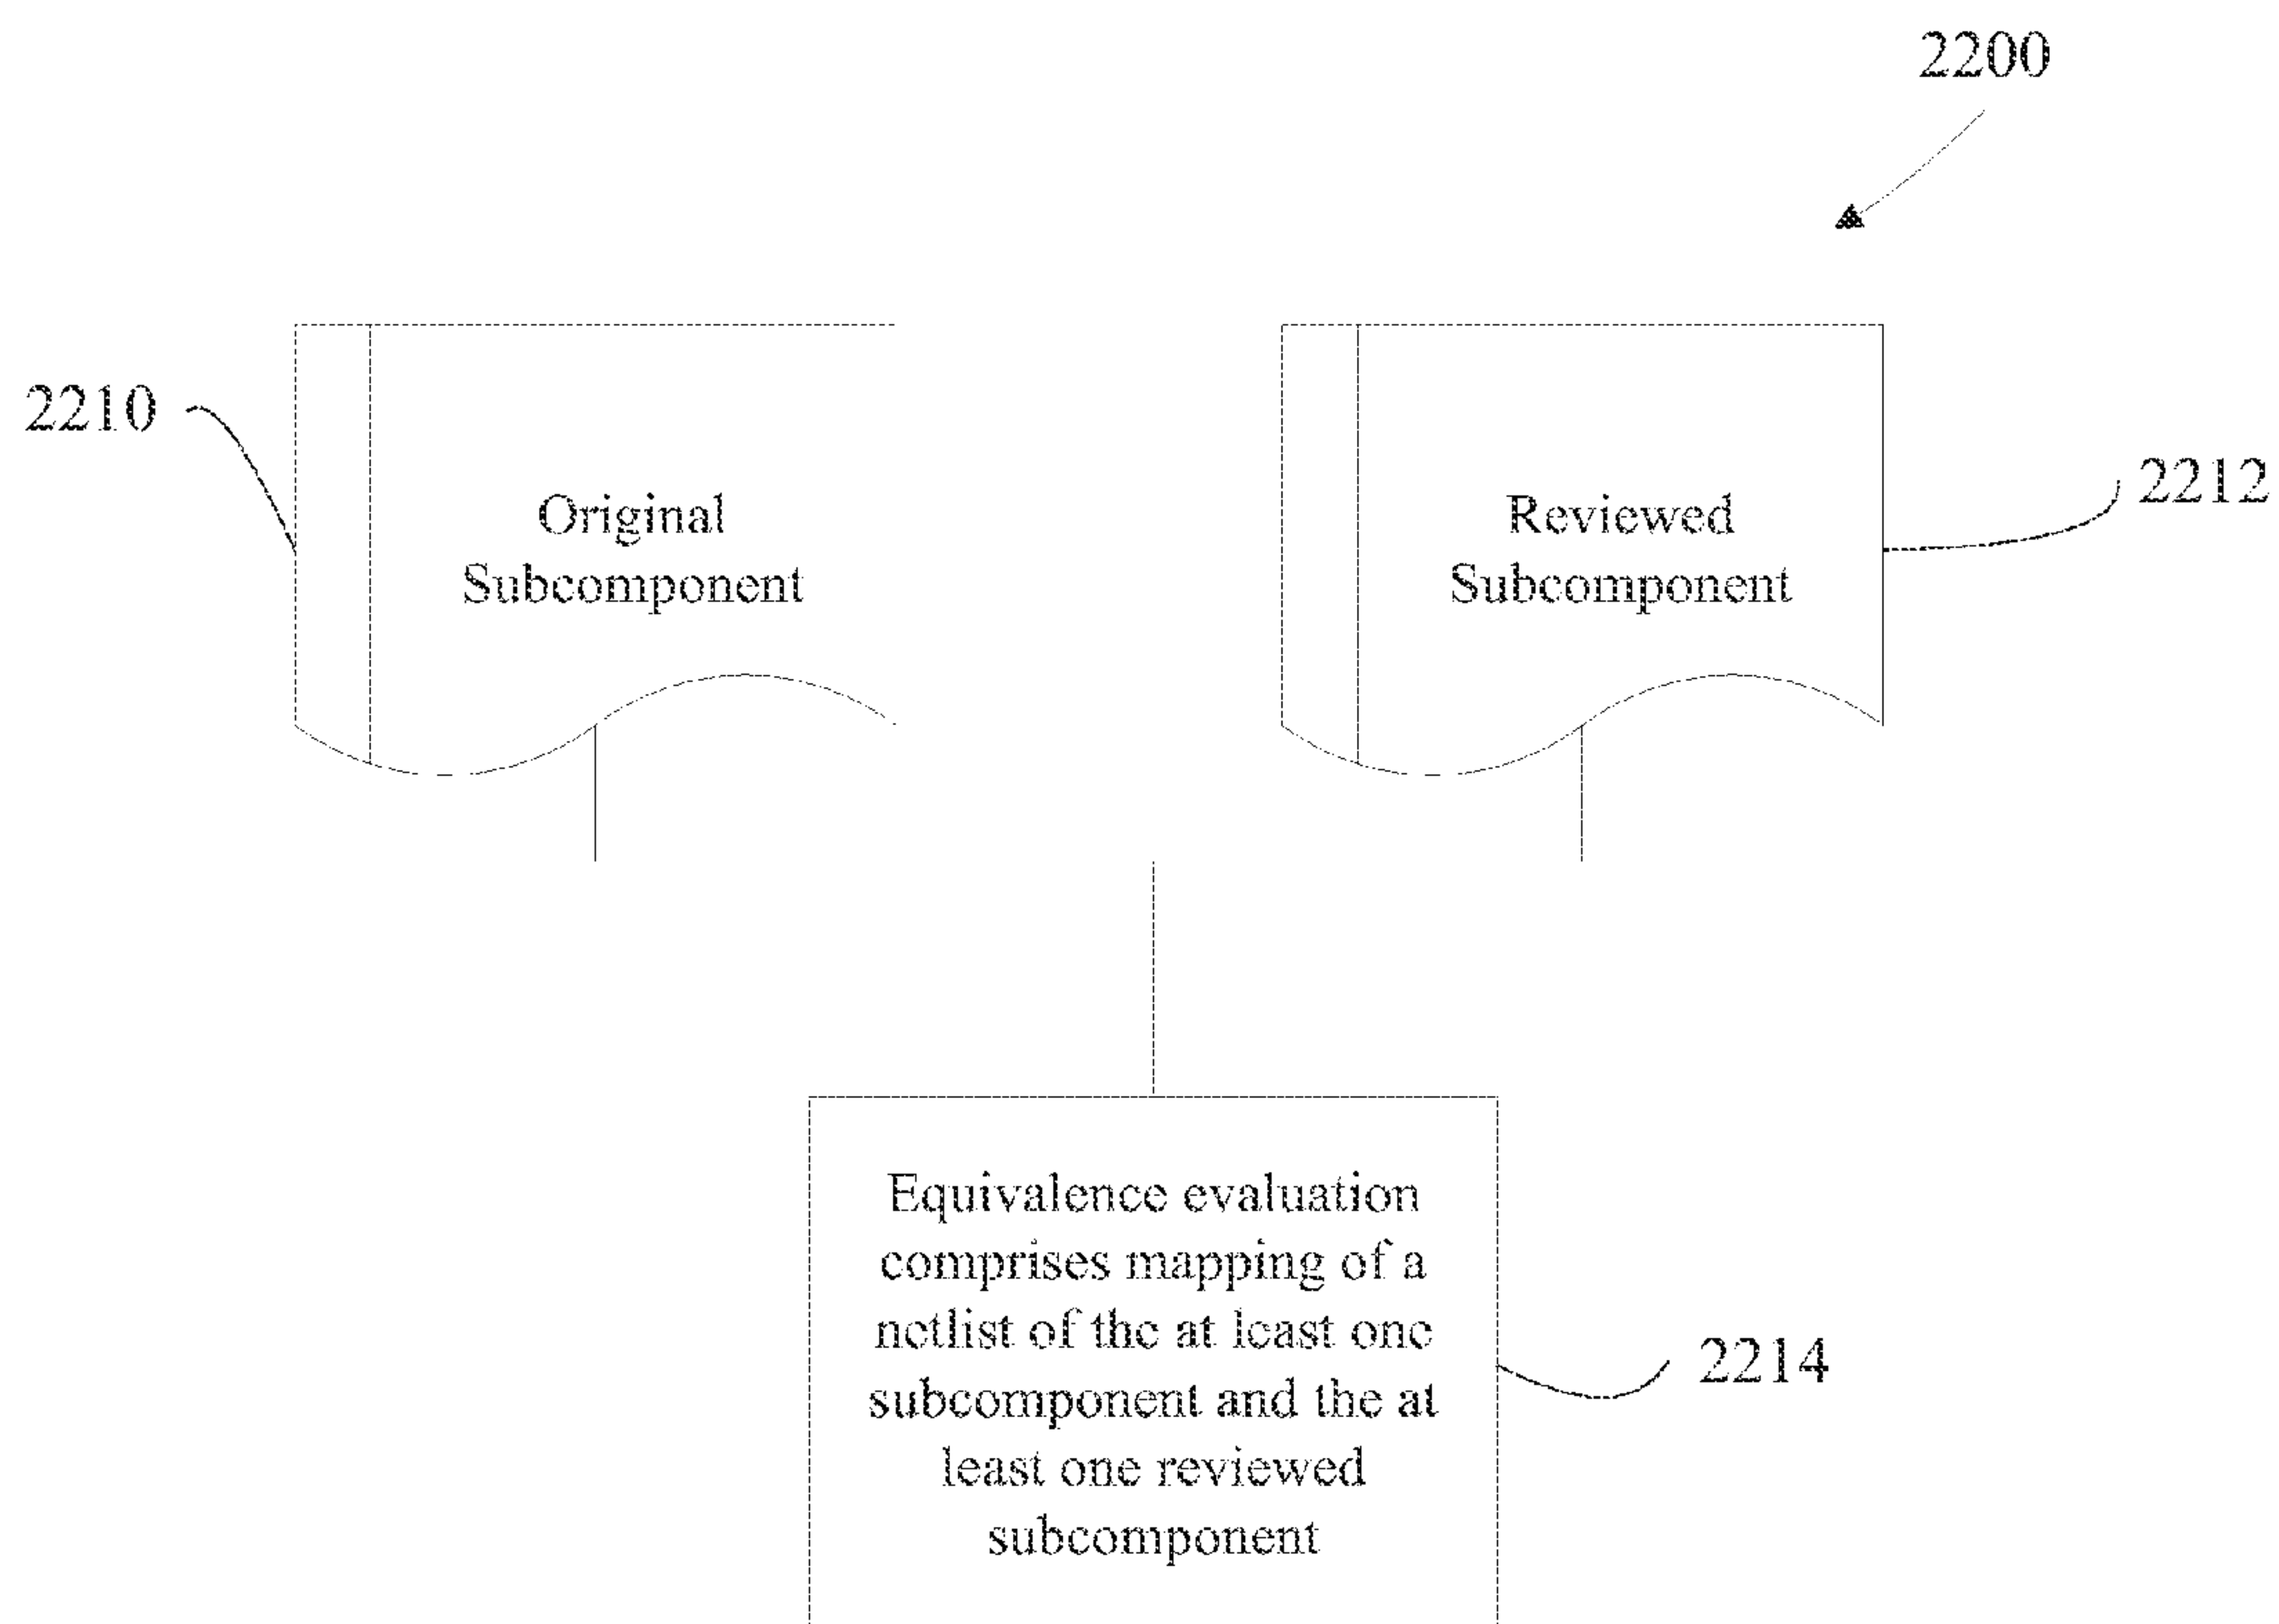 2200
2210
Original
Subcomponent
Reviewed
Subcomponent
2212
Equivalence evaluation
comprises mapping of a
netlist of the at least one
subcomponent and the at
least one reviewed
subcomponent
2214